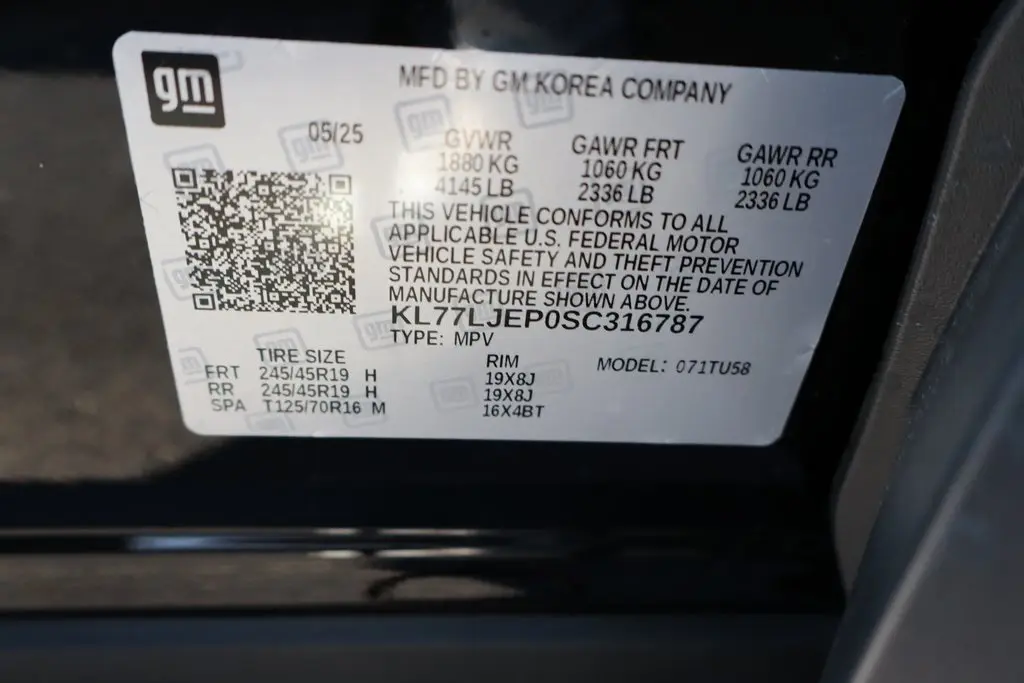 gm
MFD BY GM KOREA COMPANY
05/25
GVWR GAWR FRT GAWR RR
1880 KG 1060 KG 1060 KG
4145 LB 2336 LB 2336 LB
THIS VEHICLE CONFORMS TO ALL
APPLICABLE U.S. FEDERAL MOTOR
VEHICLE SAFETY AND THEFT PREVENTION
STANDARDS IN EFFECT ON THE DATE OF
MANUFACTURE SHOWN ABOVE.
KL77LJEP0SC316787
TYPE: MPV
TIRE SIZE RIM MODEL: 071TU58
FRT 245/45R19 H 19X8J
RR 245/45R19 H 19X8J
SPA T125/70R16 M 16X4BT